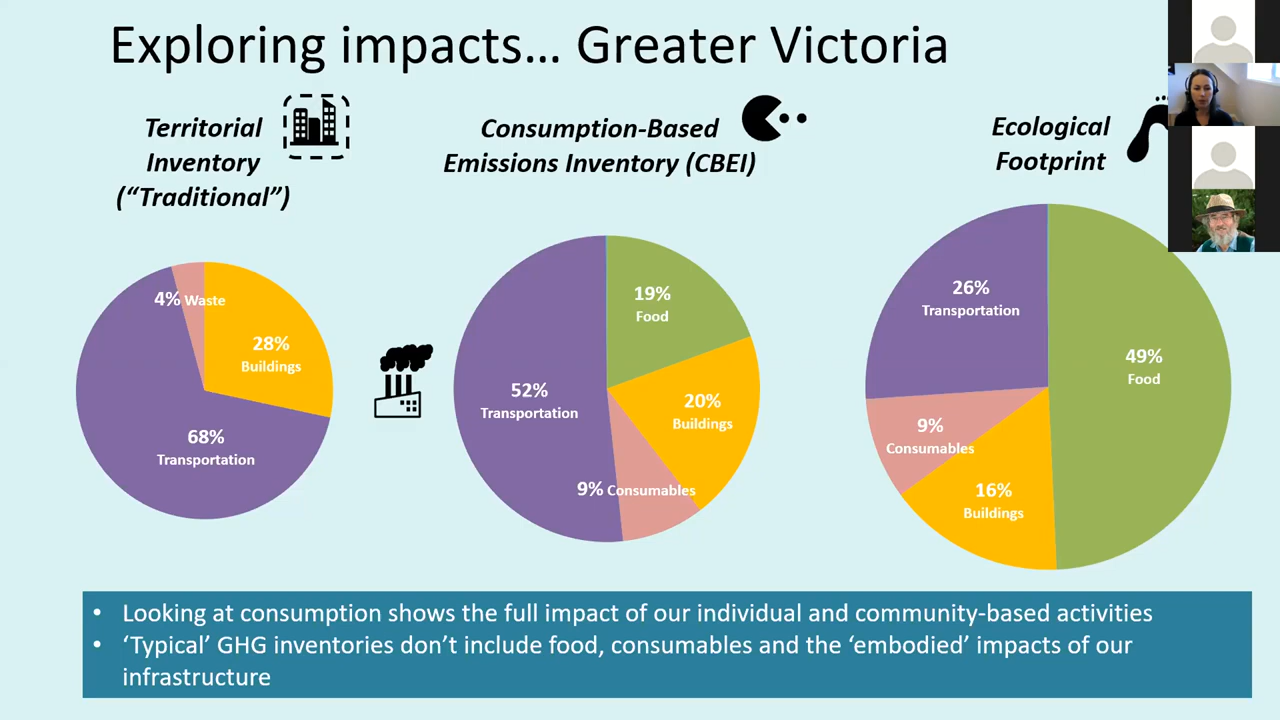 Exploring impacts... Greater Victoria
Territorial
Inventory
(“Traditional”)
Consumption-Based
Emissions Inventory (CBEI)
Ecological
Footprint
4% Waste
28%
Buildings
68%
Transportation
19%
Food
52%
Transportation
20%
Buildings
9% Consumables
26%
Transportation
49%
Food
9%
Consumables
16%
Buildings
• Looking at consumption shows the full impact of our individual and community-based activities
• ‘Typical’ GHG inventories don’t include food, consumables and the ‘embodied’ impacts of our
infrastructure